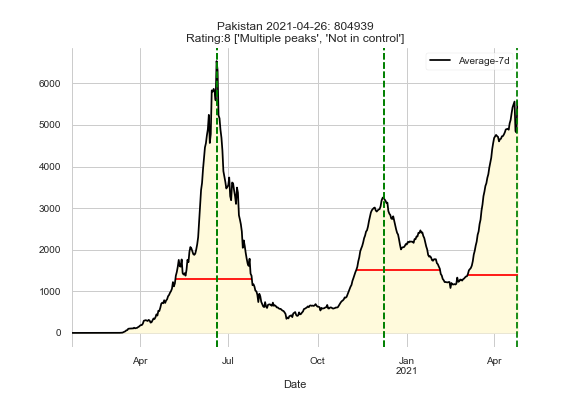 Pakistan 2021-04-26: 804939
Rating:8 ['Multiple peaks', 'Not in control']
Average-7d
6000
5000
4000
3000
2000
1000
0
Apr
Jul
Oct
Jan
2021
Apr
Date